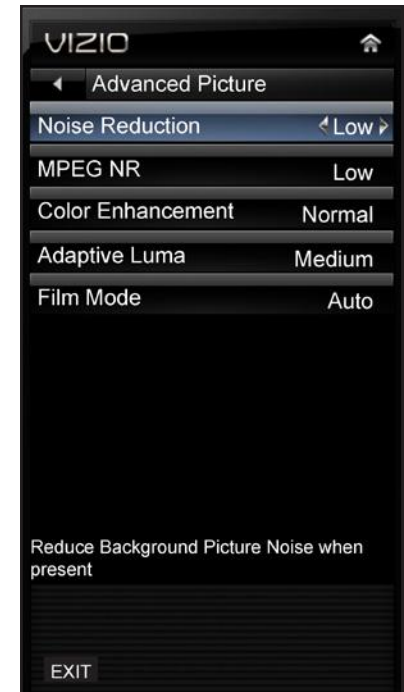 VIZIO
Advanced Picture
Noise Reduction Low
MPEG NR Low
Color Enhancement Normal
Adaptive Luma Medium
Film Mode Auto
Reduce Background Picture Noise when
present
EXIT